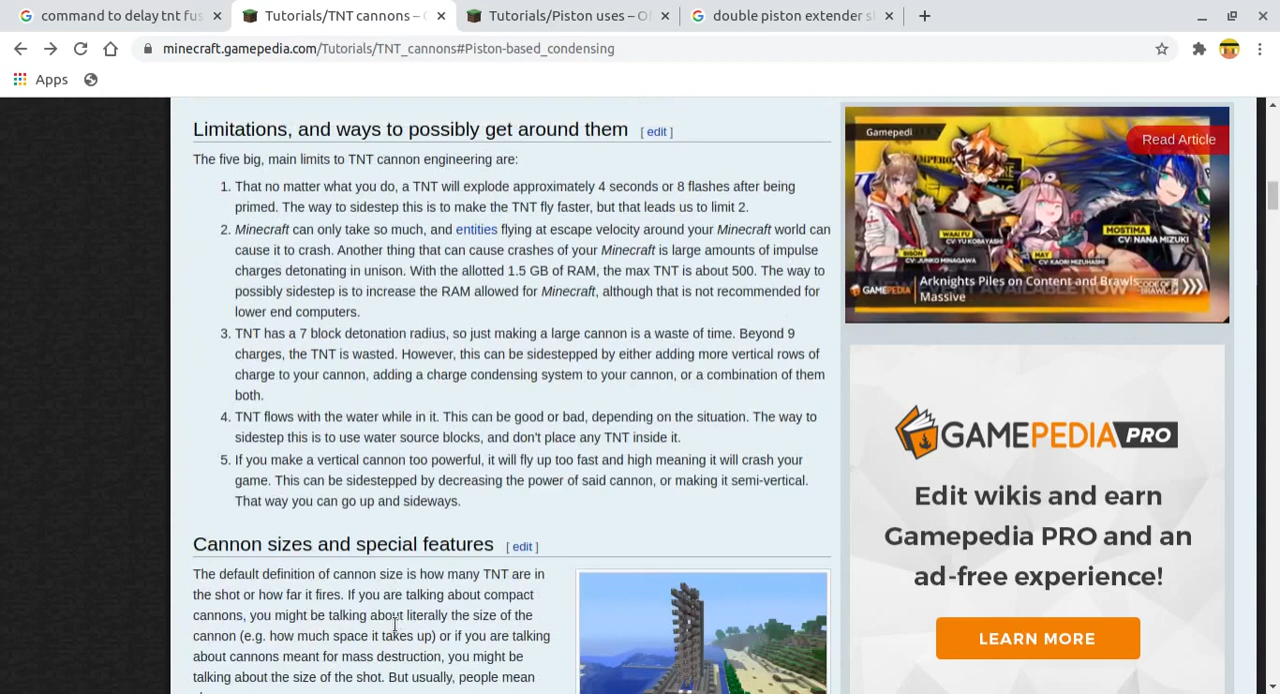 command to delay tnt fus
Tutorials/TNT cannons – O
Tutorials/Piston uses – Of
double piston extender s
minecraft.gamepedia.com/Tutorials/TNT_cannons#Piston-based_condensing
Apps
Limitations, and ways to possibly get around them [ edit ]
The five big, main limits to TNT cannon engineering are:
1. That no matter what you do, a TNT will explode approximately 4 seconds or 8 flashes after being
primed. The way to sidestep this is to make the TNT fly faster, but that leads us to limit 2.
2. Minecraft can only take so much, and entities flying at escape velocity around your Minecraft world can
cause it to crash. Another thing that can cause crashes of your Minecraft is large amounts of impulse
charges detonating in unison. With the allotted 1.5 GB of RAM, the max TNT is about 500. The way to
possibly sidestep is to increase the RAM allowed for Minecraft, although that is not recommended for
lower end computers.
3. TNT has a 7 block detonation radius, so just making a large cannon is a waste of time. Beyond 9
charges, the TNT is wasted. However, this can be sidestepped by either adding more vertical rows of
charge to your cannon, adding a charge condensing system to your cannon, or a combination of them
both.
4. TNT flows with the water while in it. This can be good or bad, depending on the situation. The way to
sidestep this is to use water source blocks, and don't place any TNT inside it.
5. If you make a vertical cannon too powerful, it will fly up too fast and high meaning it will crash your
game. This can be sidestepped by decreasing the power of said cannon, or making it semi-vertical.
That way you can go up and sideways.
Cannon sizes and special features [ edit ]
The default definition of cannon size is how many TNT are in
the shot or how far it fires. If you are talking about compact
cannons, you might be talking about literally the size of the
cannon (e.g. how much space it takes up) or if you are talking
about cannons meant for mass destruction, you might be
talking about the size of the shot. But usually, people mean
Gamepedi
Read Article
WAAI FU
CV: YU KOBAYASHI
BISON
CV: JUNKO MINAGAWA
MAY
CV: KAORI MIZUHASHI
MOSTIMA
CV: NANA MIZUKI
GAMEPEDIA
Arknights Piles on Content and Brawls
Massive
GAMEPEDIA PRO
Edit wikis and earn
Gamepedia PRO and an
ad-free experience!
LEARN MORE